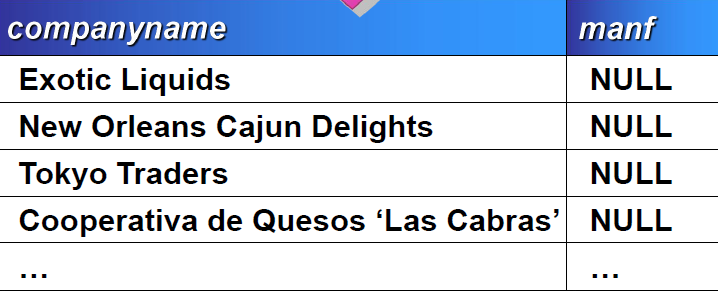 companyname manf
Exotic Liquids NULL
New Orleans Cajun Delights NULL
Tokyo Traders NULL
Cooperativa de Quesos ‘Las Cabras’ NULL
… …